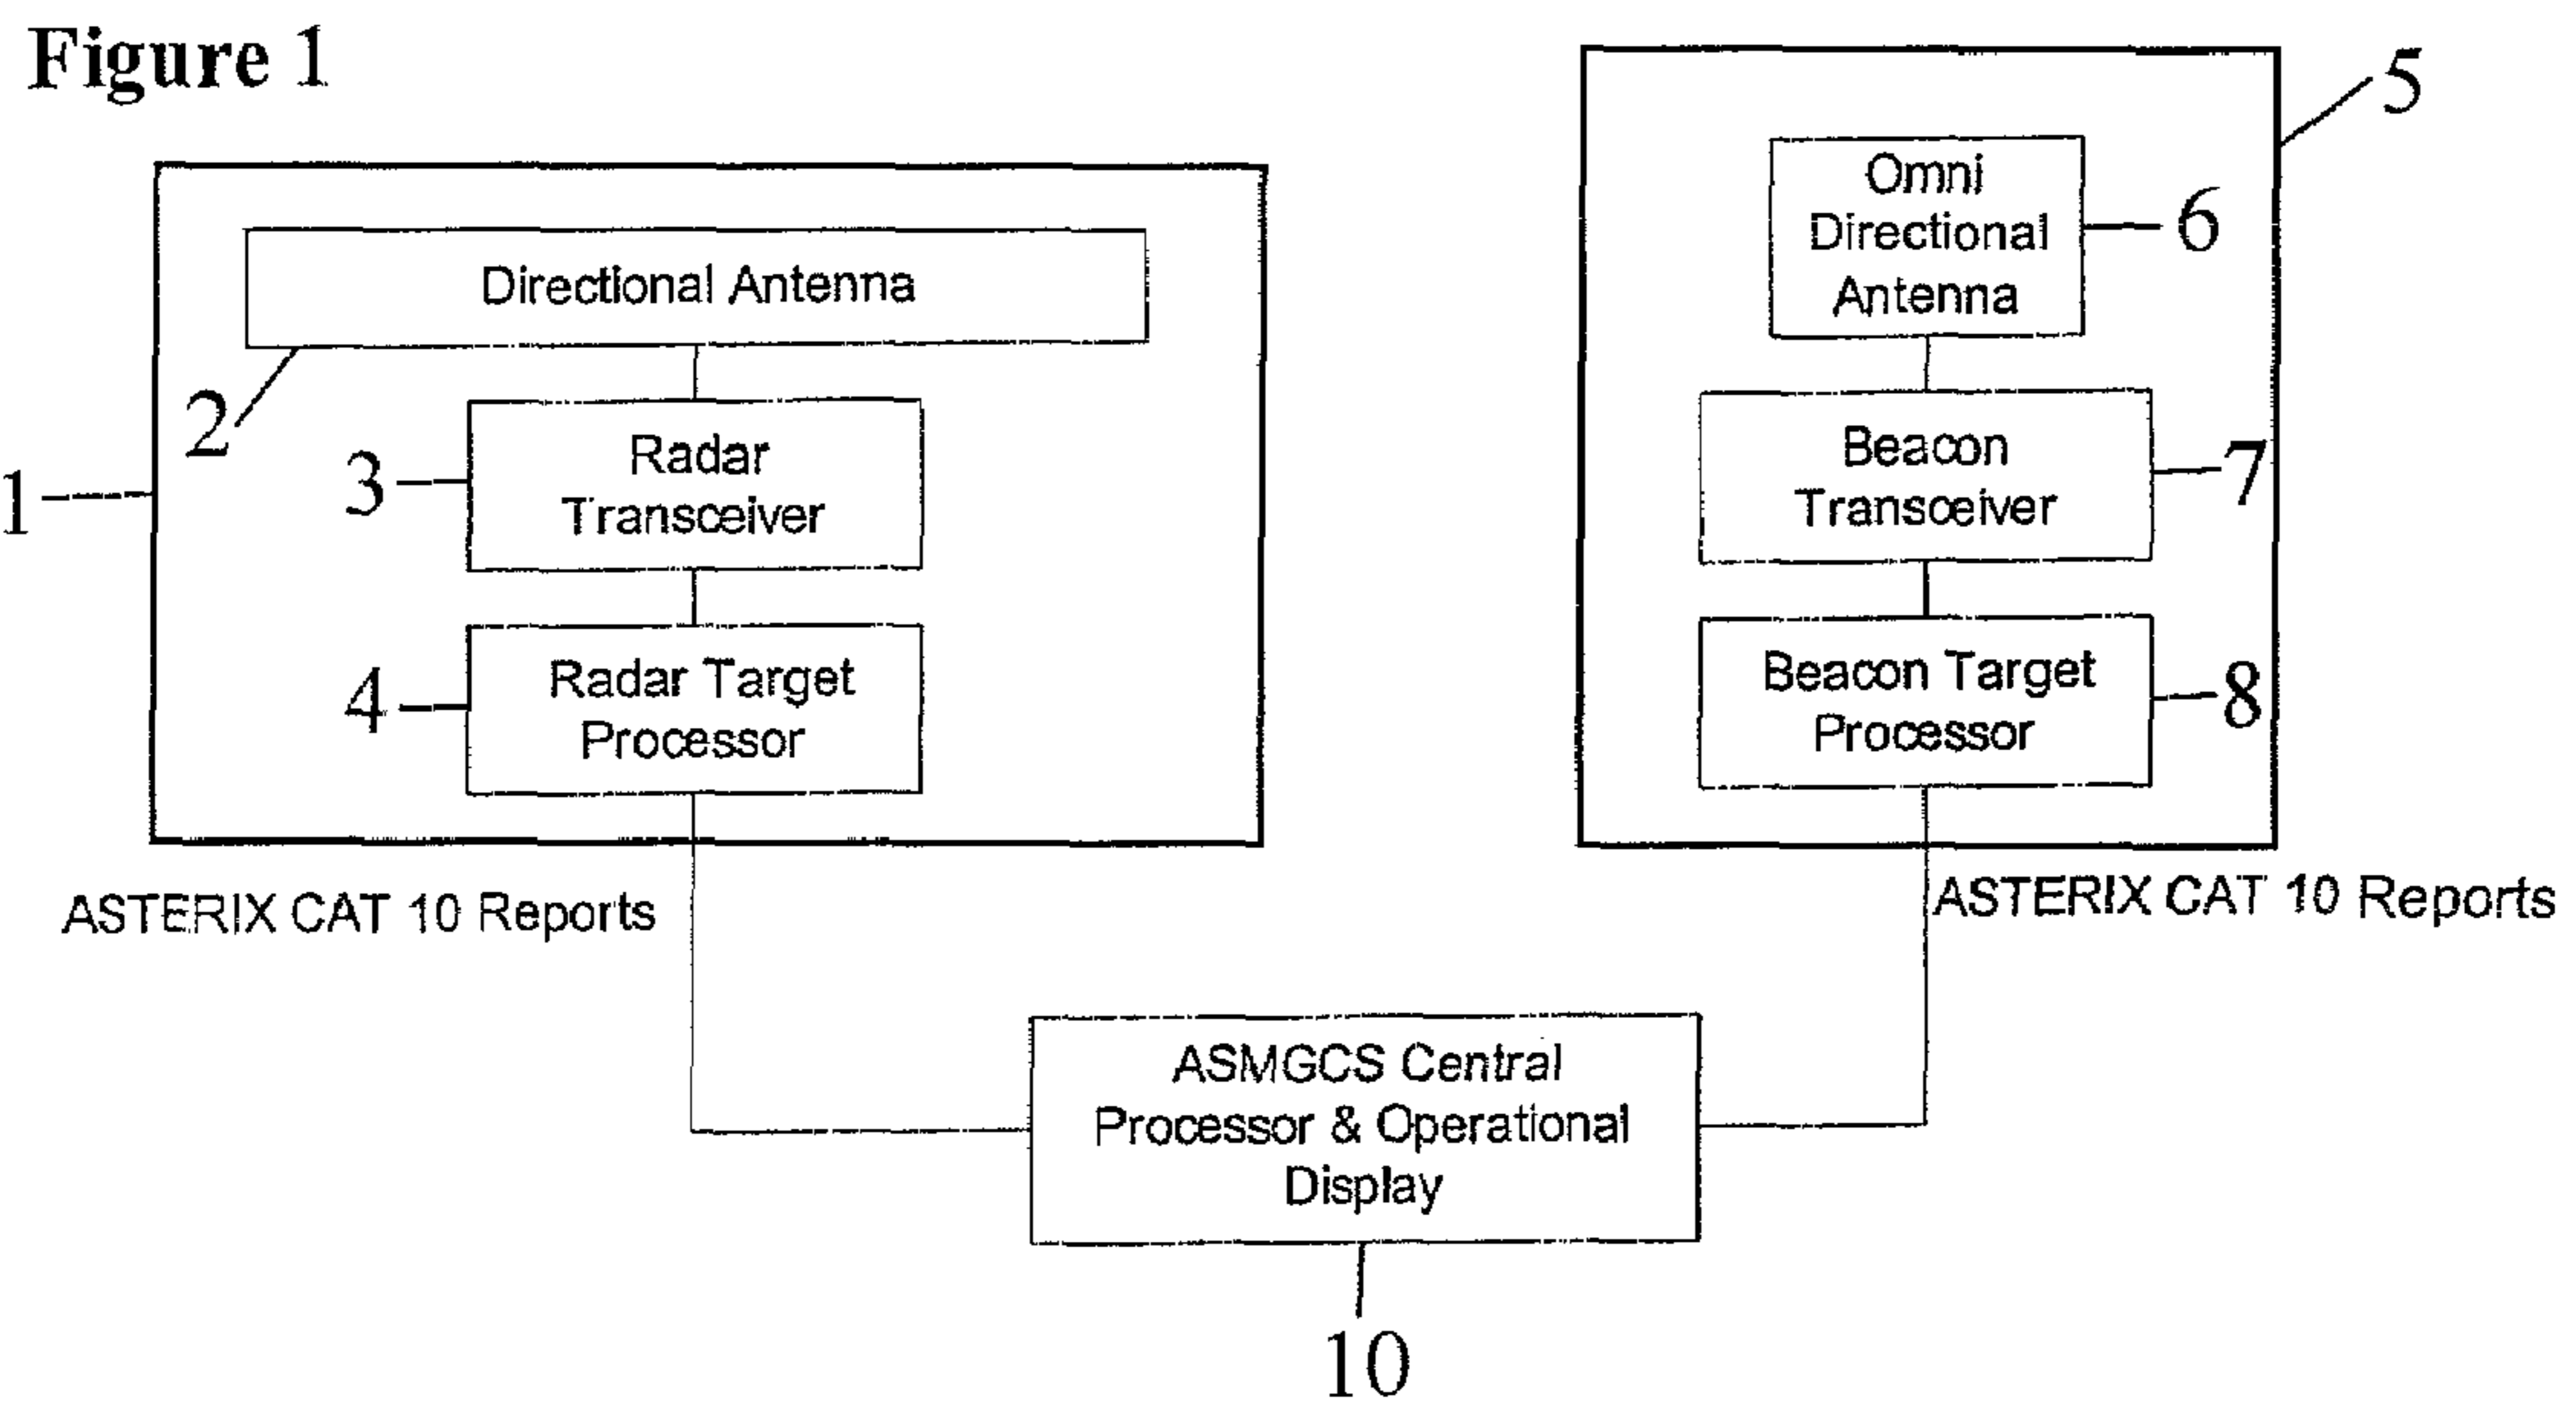 Figure 1
5
Omni
Directional
Antenna
6
Directional Antenna
2
Radar
Transceiver
3
1
Beacon
Transceiver
7
Radar Target
Processor
4
Beacon Target
Processor
8
ASTERIX CAT 10 Reports
ASTERIX CAT 10 Reports
ASMGCS Central
Processor & Operational
Display
10